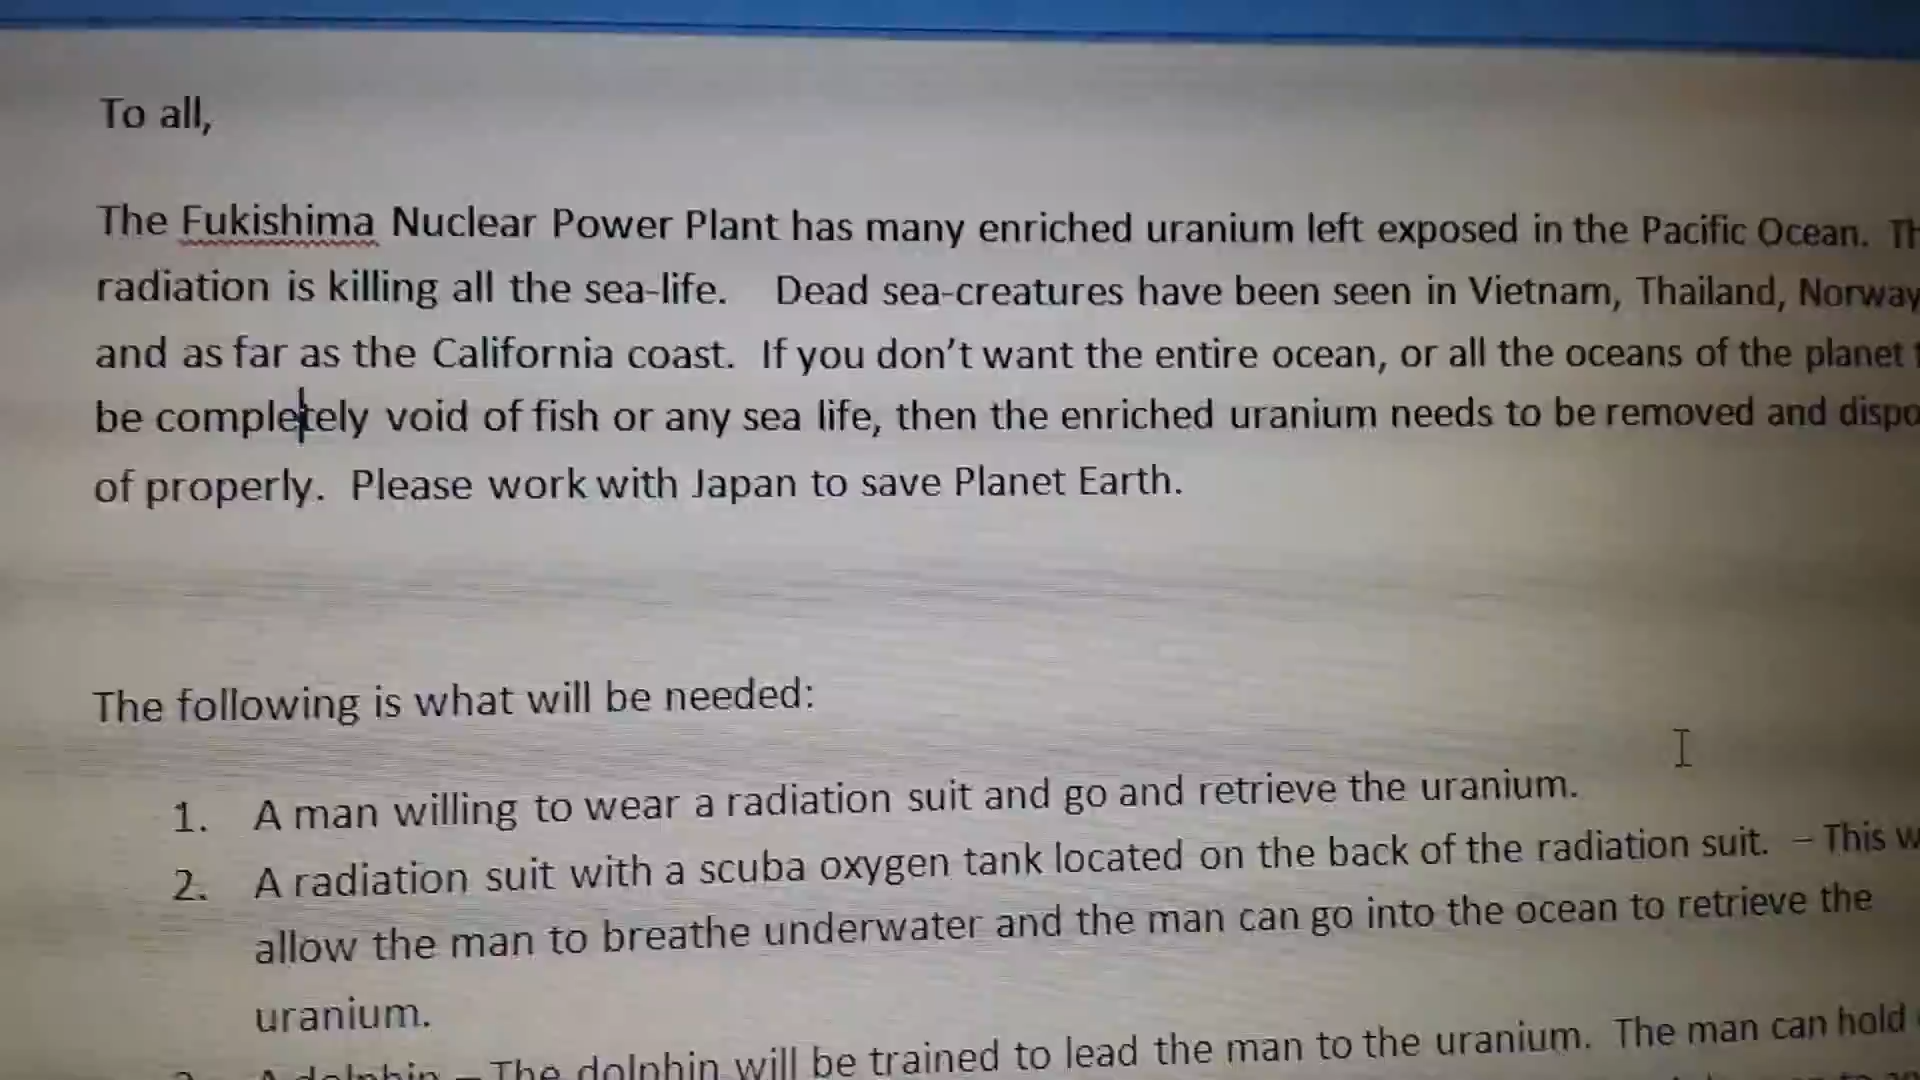 To all,
The Fukishima Nuclear Power Plant has many enriched uranium left exposed in the Pacific Ocean.
radiation is killing all the sea-life. Dead sea-creatures have been seen in Vietnam, Thailand, Norway
and as far as the California coast. If you don't want the entire ocean, or all the oceans of the planet
be completely void of fish or any sea life, then the enriched uranium needs to be removed and dispo
of properly. Please work with Japan to save Planet Earth.
The following is what will be needed:
1. A man willing to wear a radiation suit and go and retrieve the uranium.
2. A radiation suit with a scuba oxygen tank located on the back of the radiation suit. – This w
allow the man to breathe underwater and the man can go into the ocean to retrieve the
uranium.
A dolphin – The dolphin will be trained to lead the man to the uranium. The man can hold